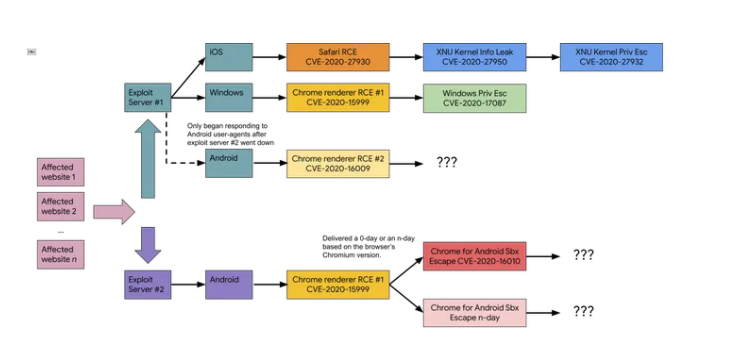 iOS
Safari RCE
CVE-2020-27930
XNU Kernel Info Leak
CVE-2020-27950
XNU Kernel Priv Esc
CVE-2020-27932
Exploit
Server #1
Windows
Chrome renderer RCE #1
CVE-2020-15999
Windows Priv Esc
CVE-2020-17087
Only began responding to
Android user-agents after
exploit server #2 went down
Android
Chrome renderer RCE #2
CVE-2020-16009
???
Affected
website 1
Affected
website 2
...
Affected
website n
Delivered a 0-day or an n-day
based on the browser's
Chromium version.
Chrome for Android Sbx
Escape CVE-2020-16010
???
Exploit
Server #2
Android
Chrome renderer RCE #1
CVE-2020-15999
Chrome for Android Sbx
Escape n-day
???